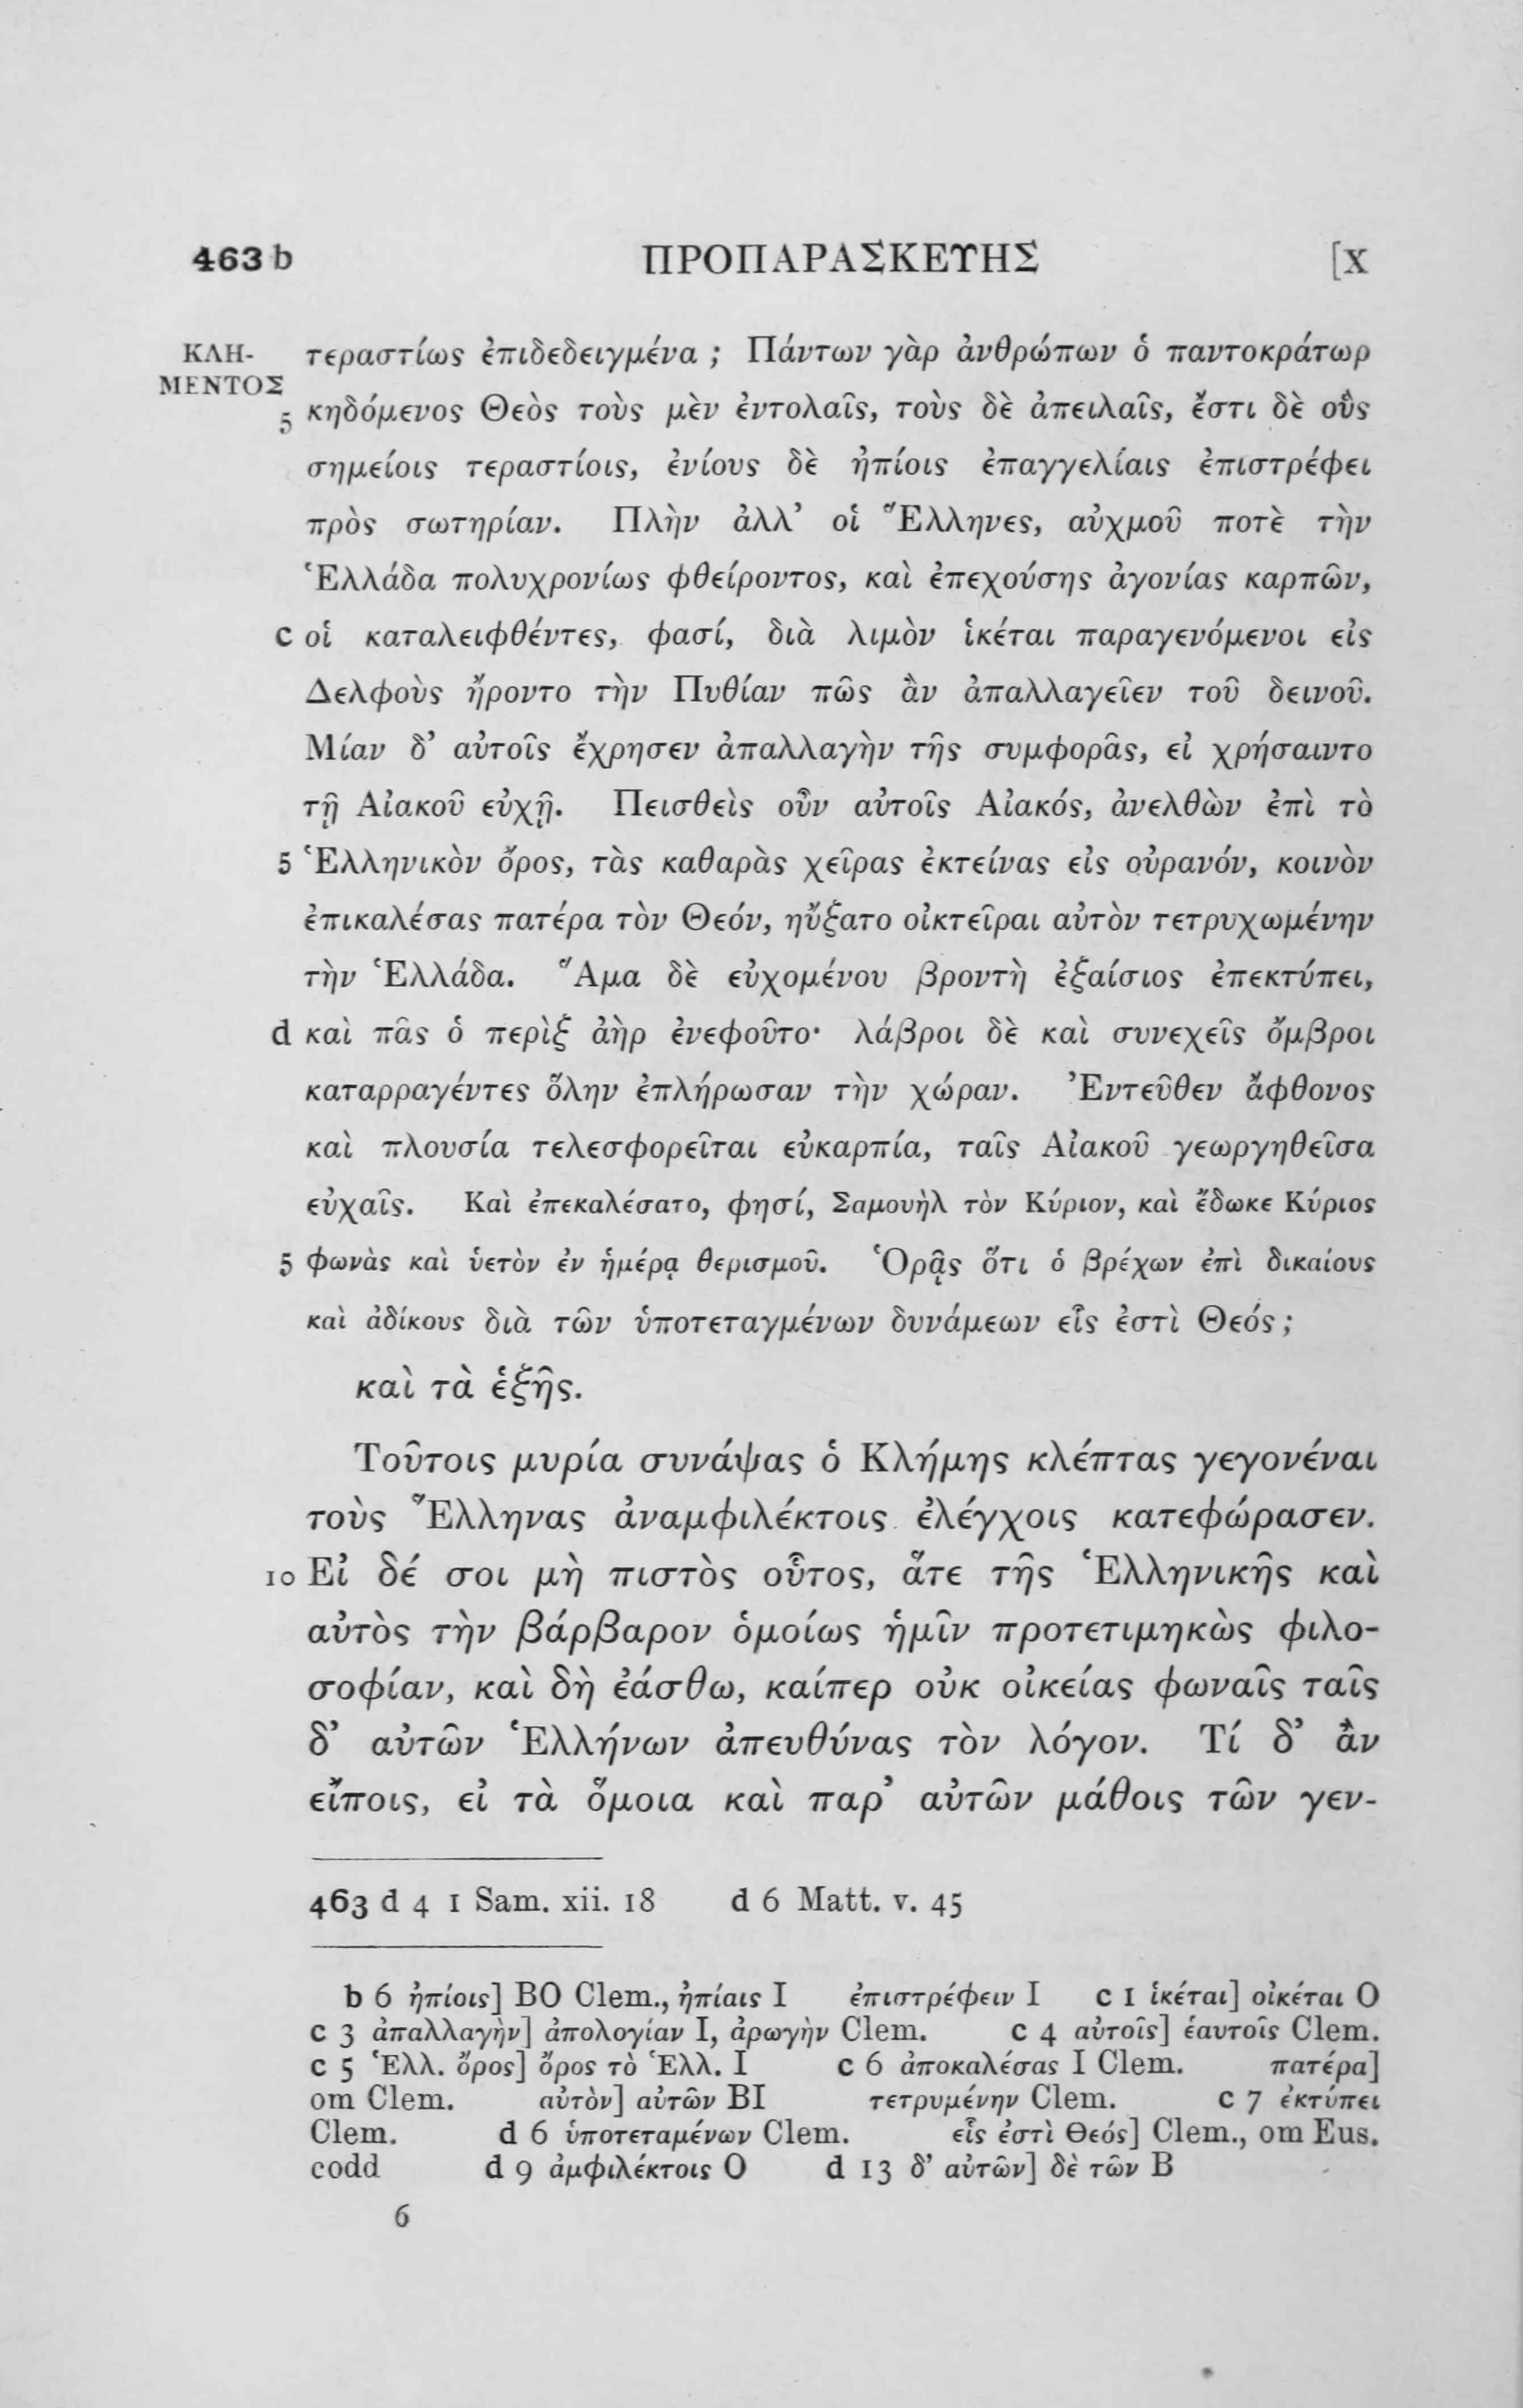 463 b ΠΡΟΠΑΡΑΣΚΕΥΗΣ [X
ΚΛΗ- τεραστίως ἐπιδεδειγμένα ; Πάντων γὰρ ἀνθρώπων ὁ παντοκράτωρ
ΜΕΝΤΟΣ
5 κηδόμενος Θεὸς τοὺς μὲν ἐντολαῖς, τοὺς δὲ ἀπειλαῖς, ἔστι δὲ οὓς
σημείοις τεραστίοις, ἐνίους δὲ ἠπίοις ἐπαγγελίαις ἐπιστρέφει
πρὸς σωτηρίαν. Πλὴν ἀλλ’ οἱ Ἕλληνες, αὐχμοῦ ποτὲ τὴν
Ἑλλάδα πολυχρονίως φθείροντος, καὶ ἐπεχούσης ἀγονίας καρπῶν,
c οἱ καταλειφθέντες, φασί, διὰ λιμὸν ἱκέται παραγενόμενοι εἰς
Δελφοὺς ἤροντο τὴν Πυθίαν πῶς ἂν ἀπαλλαγεῖεν τοῦ δεινοῦ.
Μίαν δ’ αὐτοῖς ἔχρησεν ἀπαλλαγὴν τῆς συμφορᾶς, εἰ χρήσαιντο
τῇ Αἰακοῦ εὐχῇ. Πεισθεὶς οὖν αὐτοῖς Αἰακός, ἀνελθὼν ἐπὶ τὸ
5 Ἑλληνικὸν ὄρος, τὰς καθαρὰς χεῖρας ἐκτείνας εἰς οὐρανόν, κοινὸν
ἐπικαλέσας πατέρα τὸν Θεόν, ηὔξατο οἰκτεῖραι αὐτὸν τετρυχωμένην
τὴν Ἑλλάδα. Ἅμα δὲ εὐχομένου βροντὴ ἐξαίσιος ἐπεκτύπει,
d καὶ πᾶς ὁ περὶξ ἀὴρ ἐνεφοῦτο· λάβροι δὲ καὶ συνεχεῖς ὄμβροι
καταρραγέντες ὅλην ἐπλήρωσαν τὴν χώραν. Ἐντεῦθεν ἄφθονος
καὶ πλουσία τελεσφορεῖται εὐκαρπία, ταῖς Αἰακοῦ γεωργηθεῖσα
εὐχαῖς. Καὶ ἐπεκαλέσατο, φησί, Σαμουὴλ τὸν Κύριον, καὶ ἔδωκε Κύριος
5 φωνὰς καὶ ὑετὸν ἐν ἡμέρᾳ θερισμοῦ. Ὁρᾷς ὅτι ὁ βρέχων ἐπὶ δικαίους
καὶ ἀδίκους διὰ τῶν ὑποτεταγμένων δυνάμεων εἷς ἐστὶ Θεός ;
καὶ τὰ ἑξῆς.
Τοῦτοις μυρία συνάψας ὁ Κλήμης κλέπτας γεγονέναι
τοὺς Ἕλληνας ἀναμφιλέκτοις ἐλέγχοις κατεφώρασεν.
10 Εἰ δέ σοι μὴ πιστὸς οὗτος, ἅτε τῆς Ἑλληνικῆς καὶ
αὐτὸς τὴν βάρβαρον ὁμοίως ἡμῖν προτετιμηκὼς φιλο-
σοφίαν, καὶ δὴ ἐάσθω, καίπερ οὐκ οἰκείας φωναῖς ταῖς
δ’ αὐτῶν Ἑλλήνων ἀπευθύνας τὸν λόγον. Τί δ’ ἂν
εἴποις, εἰ τὰ ὅμοια καὶ παρ’ αὐτῶν μάθοις τῶν γεν-
463 d 4 1 Sam. xii. 18 d 6 Matt. v. 45
b 6 ἠπίοις] BO Clem., ἠπίαις I ἐπιστρέφειν I c 1 ἱκέται] οἰκέται O
c 3 ἀπαλλαγὴν] ἀπολογίαν I, ἀρωγὴν Clem. c 4 αὐτοῖς] ἑαυτοῖς Clem.
c 5 Ἑλλ. ὄρος] ὄρος τὸ Ἑλλ. I c 6 ἀποκαλέσας I Clem. πατέρα]
om Clem. αὐτὸν] αὐτῶν BI τετρυμένην Clem. c 7 ἐκτύπει
Clem. d 6 ὑποτεταμένων Clem. εἷς ἐστὶ Θεός] Clem., om Eus.
codd d 9 ἀμφιλέκτοις O d 13 δ’ αὐτῶν] δὲ τῶν B
6